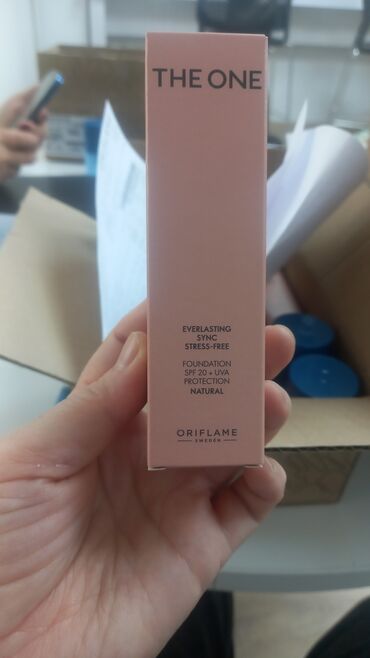 THE ONE
EVERLASTING
SYNC
STRESS-FREE
FOUNDATION
SPF 20 + UVA
PROTECTION
NATURAL
ORIFLAME
SWEDEN